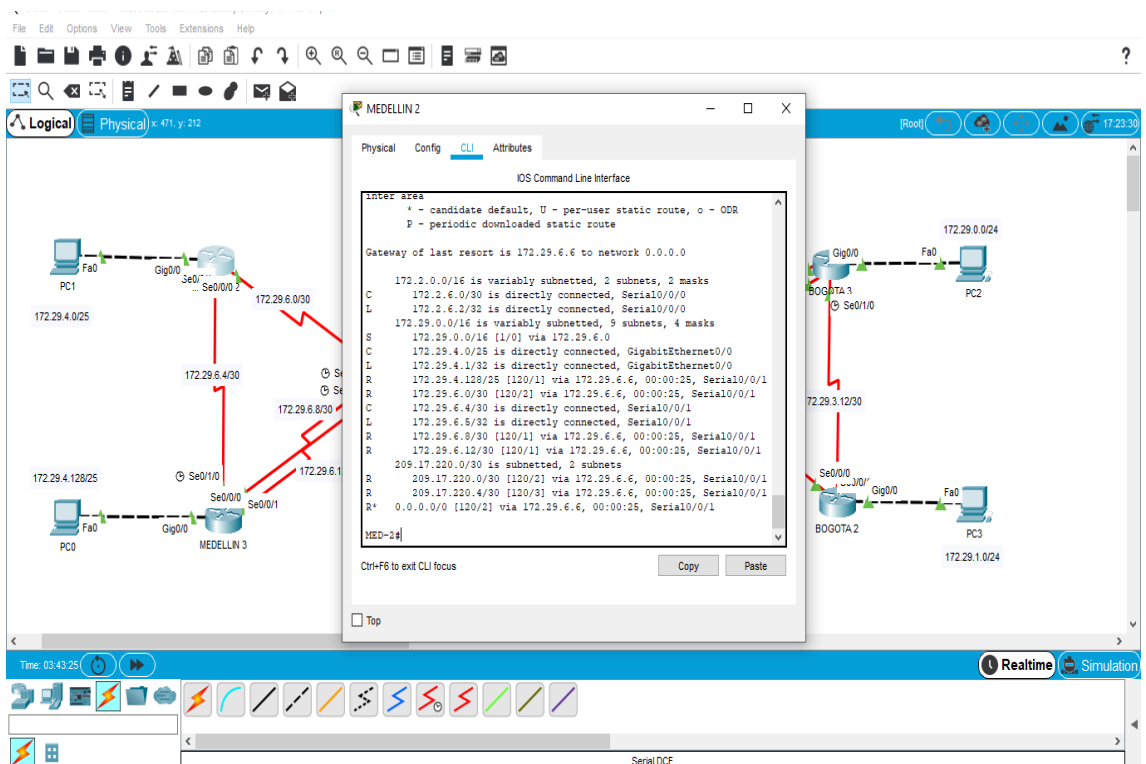 File Edit Options View Tools Extensions Help
?
Logical Physical x: 471, y: 212
[Root] 17:23:30
MEDELLIN 2
Physical Config CLI Attributes
IOS Command Line Interface
inter area
* - candidate default, U - per-user static route, o - ODR
P - periodic downloaded static route
Gateway of last resort is 172.29.6.6 to network 0.0.0.0
172.2.0.0/16 is variably subnetted, 2 subnets, 2 masks
C 172.2.6.0/30 is directly connected, Serial0/0/0
L 172.2.6.2/32 is directly connected, Serial0/0/0
172.29.0.0/16 is variably subnetted, 9 subnets, 4 masks
S 172.29.0.0/16 [1/0] via 172.29.6.0
C 172.29.4.0/25 is directly connected, GigabitEthernet0/0
L 172.29.4.1/32 is directly connected, GigabitEthernet0/0
R 172.29.4.128/25 [120/1] via 172.29.6.6, 00:00:25, Serial0/0/1
R 172.29.6.0/30 [120/2] via 172.29.6.6, 00:00:25, Serial0/0/1
C 172.29.6.4/30 is directly connected, Serial0/0/1
L 172.29.6.5/32 is directly connected, Serial0/0/1
R 172.29.6.8/30 [120/1] via 172.29.6.6, 00:00:25, Serial0/0/1
R 172.29.6.12/30 [120/1] via 172.29.6.6, 00:00:25, Serial0/0/1
209.17.220.0/30 is subnetted, 2 subnets
R 209.17.220.0/30 [120/2] via 172.29.6.6, 00:00:25, Serial0/0/1
R 209.17.220.4/30 [120/3] via 172.29.6.6, 00:00:25, Serial0/0/1
R* 0.0.0.0/0 [120/2] via 172.29.6.6, 00:00:25, Serial0/0/1
MED-2#
Ctrl+F6 to exit CLI focus
Copy Paste
Top
Fa0
Gig0/0
Se0/0/0 2
PC1
172.29.4.0/25
172.29.6.0/30
172.29.6.4/30
172.29.6.8/30
172.29.4.128/25
Se0/1/0
Se0/0/0
Se0/0/1
Fa0
Gig0/0
PC0
MEDELLIN 3
172.29.0.0/24
Gig0/0
Fa0
BOGOTA 3
PC2
Se0/1/0
72.29.3.12/30
Se0/0/0
Gig0/0
Fa0
BOGOTA 2
PC3
172.29.1.0/24
Time: 03:43:25
Realtime Simulation
Serial DCE